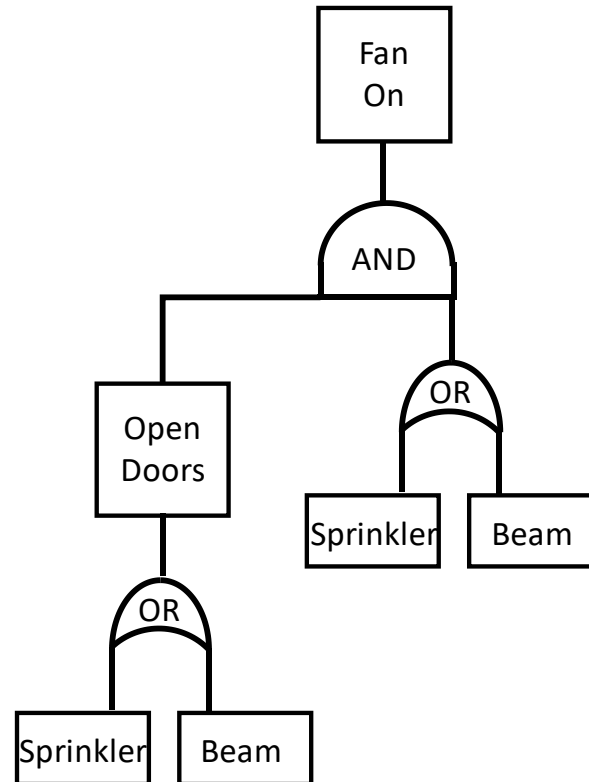 Fan
On
AND
OR
Open
Doors
Sprinkler
Beam
OR
Sprinkler
Beam